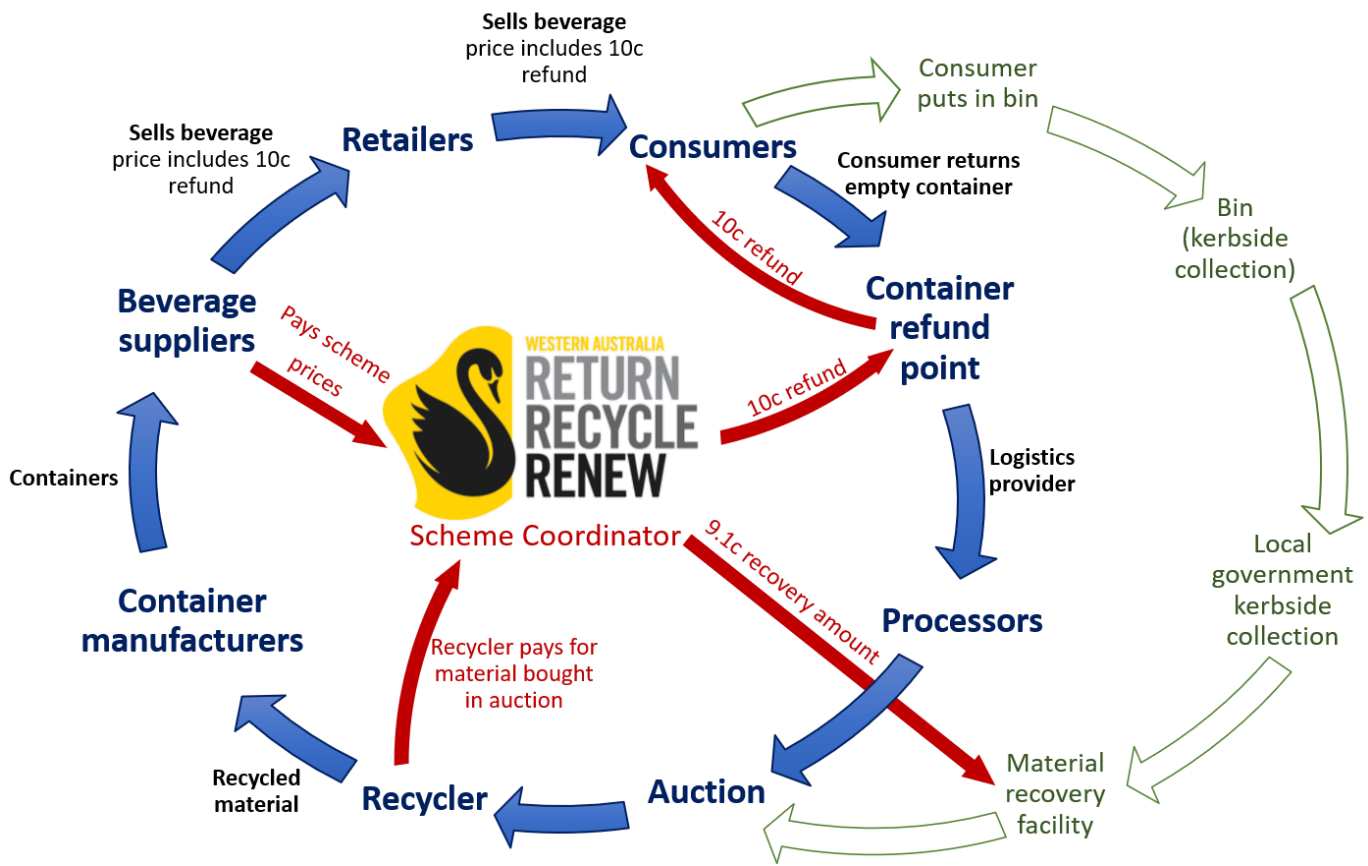 Sells beverage
price includes 10c
refund
Sells beverage
price includes 10c
refund
Retailers
Consumers
Consumer
puts in bin
Consumer returns
empty container
Bin
(kerbside
collection)
10c refund
Beverage
suppliers
Pays scheme
prices
Container
refund
point
WESTERN AUSTRALIA
RETURN
RECYCLE
RENEW
10c refund
Containers
Logistics
provider
Scheme Coordinator
9.1c recovery amount
Local
government
kerbside
collection
Container
manufacturers
Processors
Recycler pays for
material bought
in auction
Recycled
material
Recycler
Auction
Material
recovery
facility